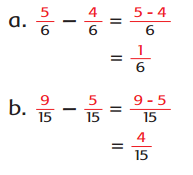 a. 5/6 − 4/6 = 5 - 4/6
= 1/6
b. 9/15 − 5/15 = 9 - 5/15
= 4/15